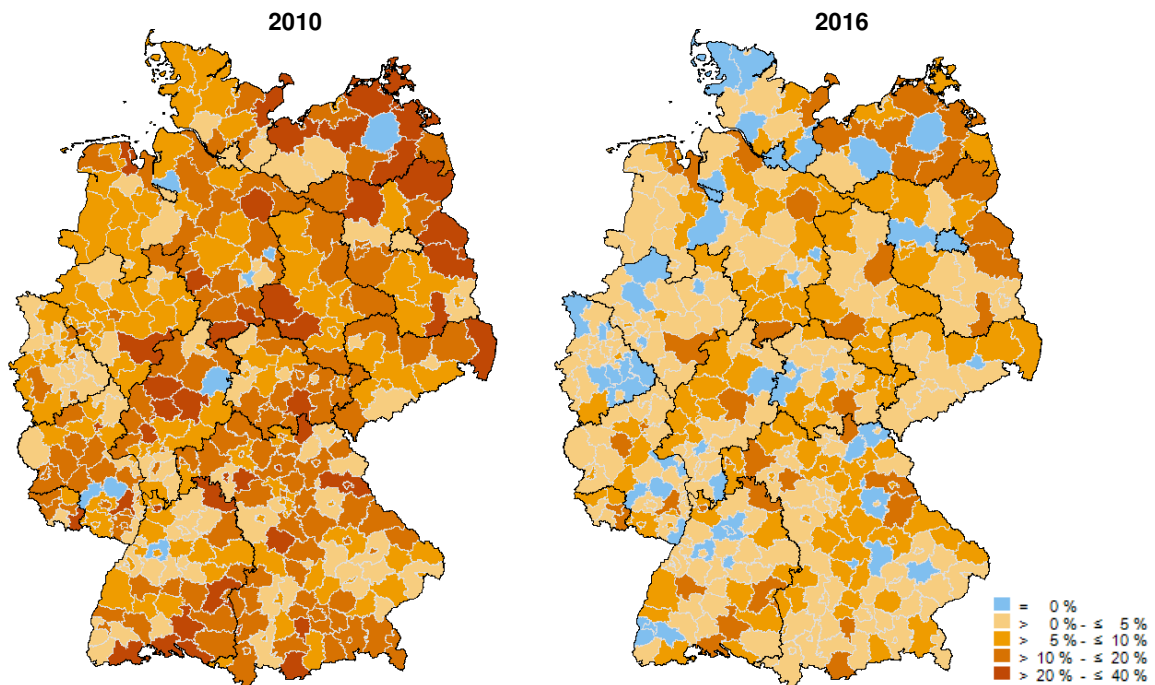 2010
2016
= 0 %
> 0 % - ≤ 5 %
> 5 % - ≤ 10 %
> 10 % - ≤ 20 %
> 20 % - ≤ 40 %